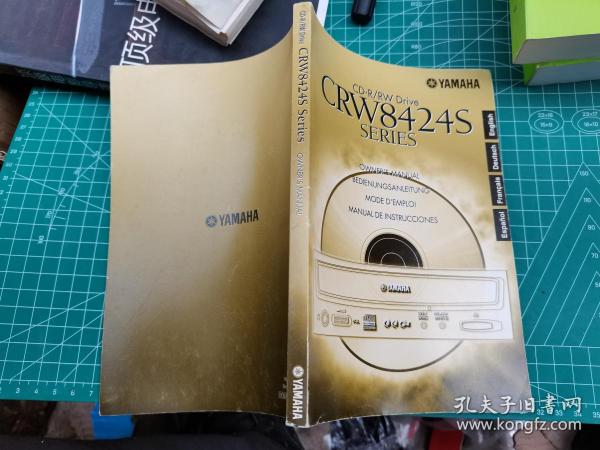 顶级
YAMAHA
CD-R/RW Drive CRW8424S Series OWNER'S MANUAL
YAMAHA
YAMAHA
CD-R/RW Drive
CRW8424S
SERIES
OWNER'S MANUAL
BEDIENUNGSANLEITUNG
MODE D'EMPLOI
MANUAL DE INSTRUCCIONES
English
Deutsch
Français
Español
YAMAHA
孔夫子旧书网
www.kongfz.com